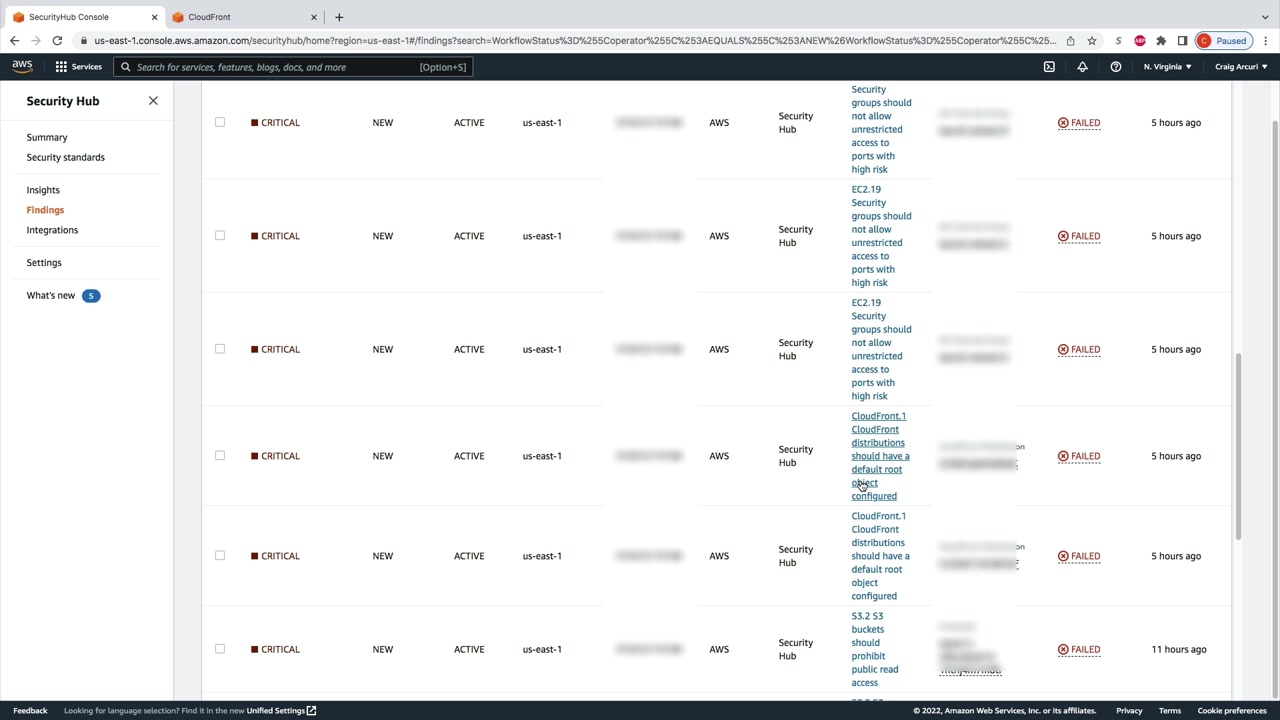 SecurityHub Console
CloudFront
us-east-1.console.aws.amazon.com/securityhub/home?region=us-east-1#/findings?search=WorkflowStatus%3D%255Coperator%255C%253AEQUALS%255C%253ANEW%26WorkflowStatus%3D%255Coperator%255C%25...
Paused
aws
Services
Search for services, features, blogs, docs, and more
[Option+S]
N. Virginia
Craig Arcuri
Security Hub
Summary
Security standards
Insights
Findings
Integrations
Settings
What's new 5
CRITICAL NEW ACTIVE us-east-1 AWS
Security
Hub
Security
groups should
not allow
unrestricted
access to
ports with
high risk
FAILED 5 hours ago
CRITICAL NEW ACTIVE us-east-1 AWS
Security
Hub
EC2.19
Security
groups should
not allow
unrestricted
access to
ports with
high risk
FAILED 5 hours ago
CRITICAL NEW ACTIVE us-east-1 AWS
Security
Hub
EC2.19
Security
groups should
not allow
unrestricted
access to
ports with
high risk
FAILED 5 hours ago
CRITICAL NEW ACTIVE us-east-1 AWS
Security
Hub
CloudFront.1
CloudFront
distributions
should have a
default root
object
configured
FAILED 5 hours ago
CRITICAL NEW ACTIVE us-east-1 AWS
Security
Hub
CloudFront.1
CloudFront
distributions
should have a
default root
object
configured
FAILED 5 hours ago
CRITICAL NEW ACTIVE us-east-1 AWS
Security
Hub
S3.2 S3
buckets
should
prohibit
public read
access
FAILED 11 hours ago
Feedback
Looking for language selection? Find it in the new Unified Settings
© 2022, Amazon Web Services, Inc. or its affiliates.
Privacy
Terms
Cookie preferences